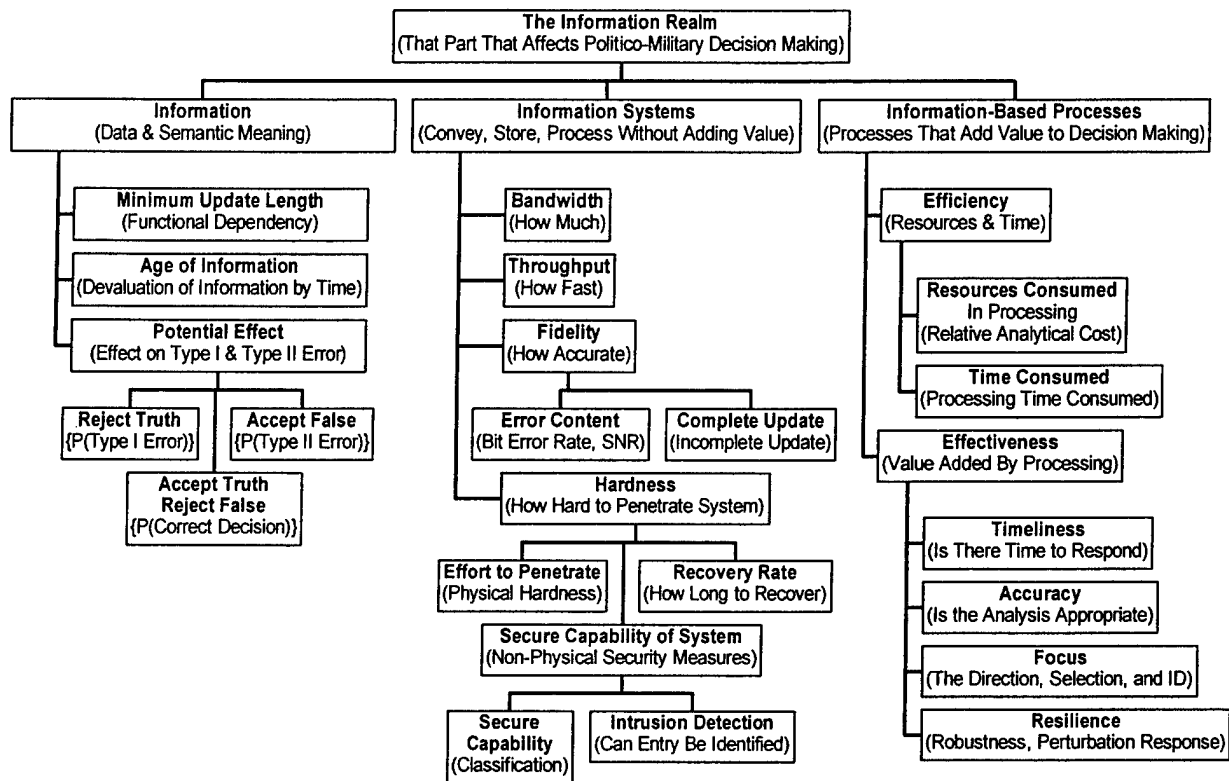 The Information Realm
(That Part That Affects Politico-Military Decision Making)
Information
(Data & Semantic Meaning)
Minimum Update Length
(Functional Dependency)
Age of Information
(Devaluation of Information by Time)
Potential Effect
(Effect on Type I & Type II Error)
Reject Truth
{P(Type I Error)}
Accept False
{P(Type II Error)}
Accept Truth
Reject False
{P(Correct Decision)}
Information Systems
(Convey, Store, Process Without Adding Value)
Bandwidth
(How Much)
Throughput
(How Fast)
Fidelity
(How Accurate)
Error Content
(Bit Error Rate, SNR)
Complete Update
(Incomplete Update)
Hardness
(How Hard to Penetrate System)
Effort to Penetrate
(Physical Hardness)
Recovery Rate
(How Long to Recover)
Secure Capability of System
(Non-Physical Security Measures)
Secure
Capability
(Classification)
Intrusion Detection
(Can Entry Be Identified)
Information-Based Processes
(Processes That Add Value to Decision Making)
Efficiency
(Resources & Time)
Resources Consumed
In Processing
(Relative Analytical Cost)
Time Consumed
(Processing Time Consumed)
Effectiveness
(Value Added By Processing)
Timeliness
(Is There Time to Respond)
Accuracy
(Is the Analysis Appropriate)
Focus
(The Direction, Selection, and ID)
Resilience
(Robustness, Perturbation Response)